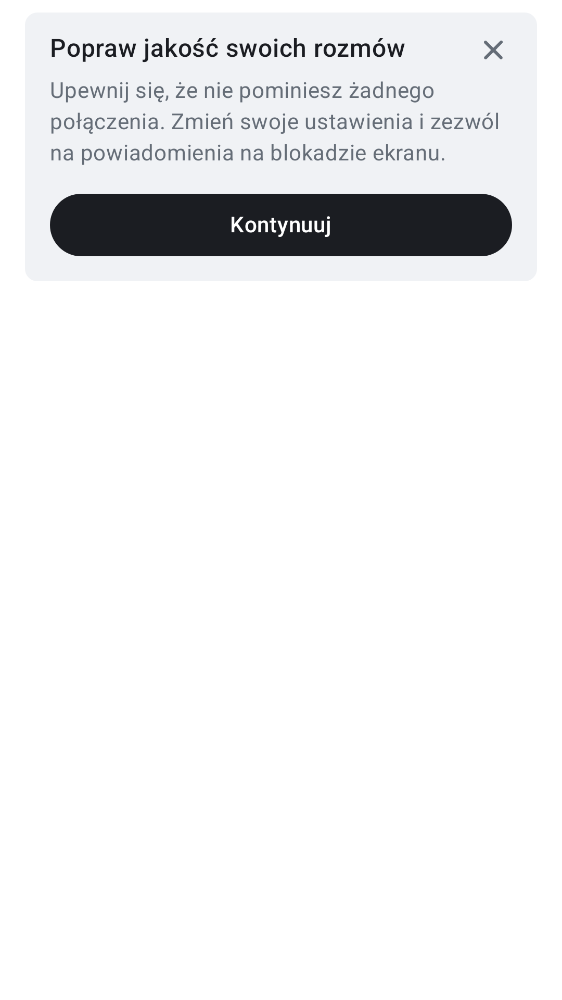 Popraw jakość swoich rozmów
Upewnij się, że nie pominiesz żadnego
połączenia. Zmień swoje ustawienia i zezwól
na powiadomienia na blokadzie ekranu.
Kontynuuj